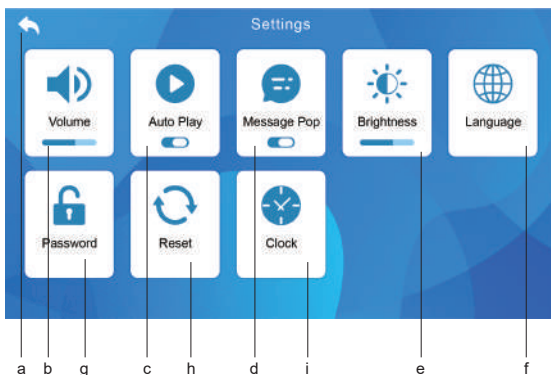 Settings
Volume Auto Play Message Pop Brightness Language
Password Reset Clock
a b g c h d i e f